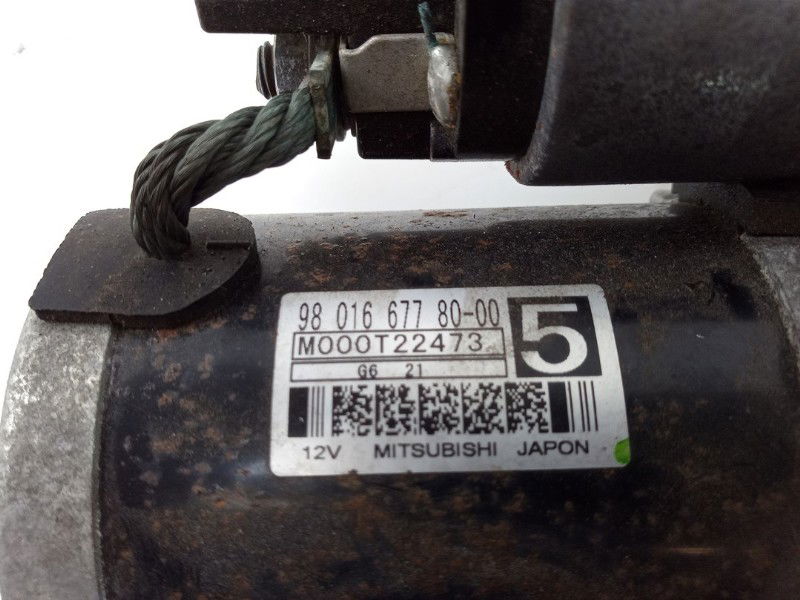 98 016 677 80-00
5
M000T22473
G6 21
12V MITSUBISHI JAPON